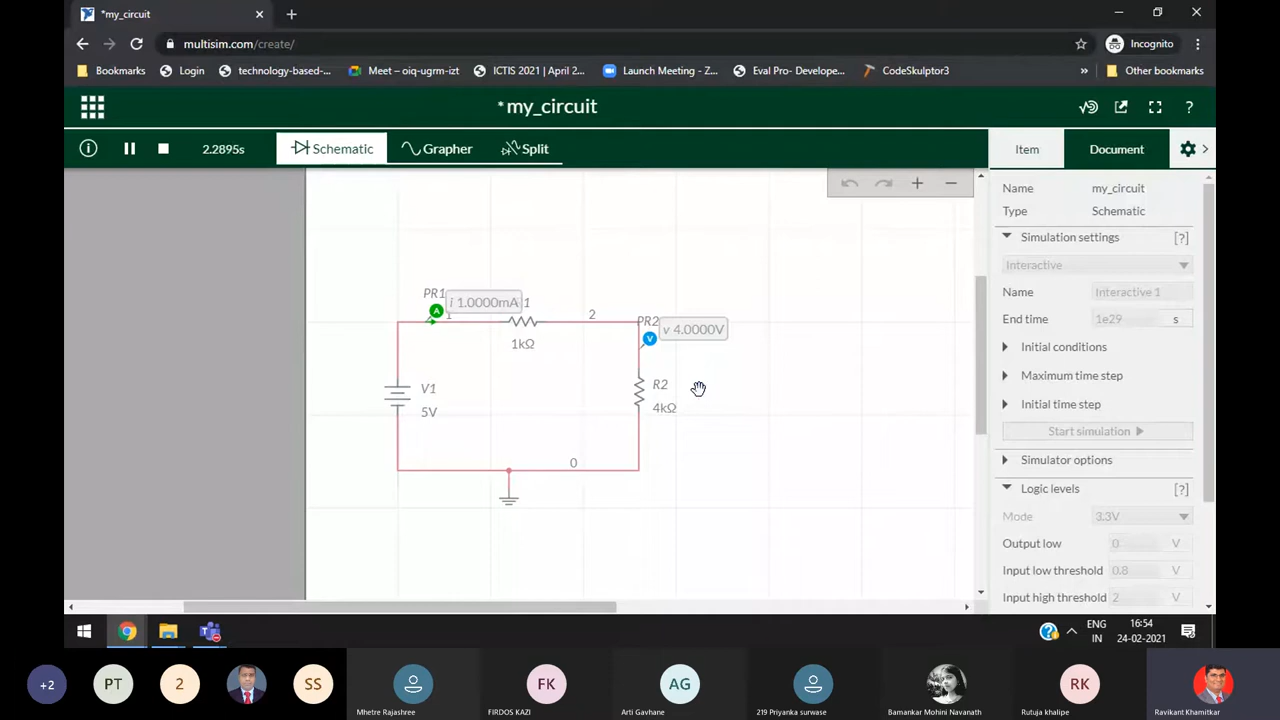 *my_circuit
multisim.com/create/
Incognito
Bookmarks
Login
technology-based-...
Meet – oiq-ugrm-izt
ICTIS 2021 | April 2...
Launch Meeting - Z...
Eval Pro- Develope...
CodeSkulptor3
»
Other bookmarks
*my_circuit
?
2.2895s
Schematic
Grapher
Split
Item
Document
Name my_circuit
Type Schematic
Simulation settings [?]
Interactive
Name Interactive 1
End time 1e29 s
Initial conditions
Maximum time step
Initial time step
Start simulation
Simulator options
Logic levels [?]
Mode 3.3V
Output low 0 V
Input low threshold 0.8 V
Input high threshold 2 V
PR1
i 1.0000mA
1
A
1
2
1kΩ
PR2
v 4.0000V
V
V1
5V
R2
4kΩ
0
ENG
IN
16:54
24-02-2021
+2
PT
2
SS
Mhetre Rajashree
FK
FIRDOS KAZI
AG
Arti Gavhane
219 Priyanka surwase
Bamankar Mohini Navanath
RK
Rutuja khalipe
Ravikant Khamitkar